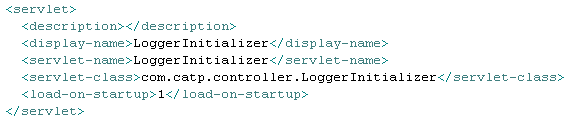 <servlet>
  <description></description>
  <display-name>LoggerInitializer</display-name>
  <servlet-name>LoggerInitializer</servlet-name>
  <servlet-class>com.catp.controller.LoggerInitializer</servlet-class>
  <load-on-startup>1</load-on-startup>
</servlet>